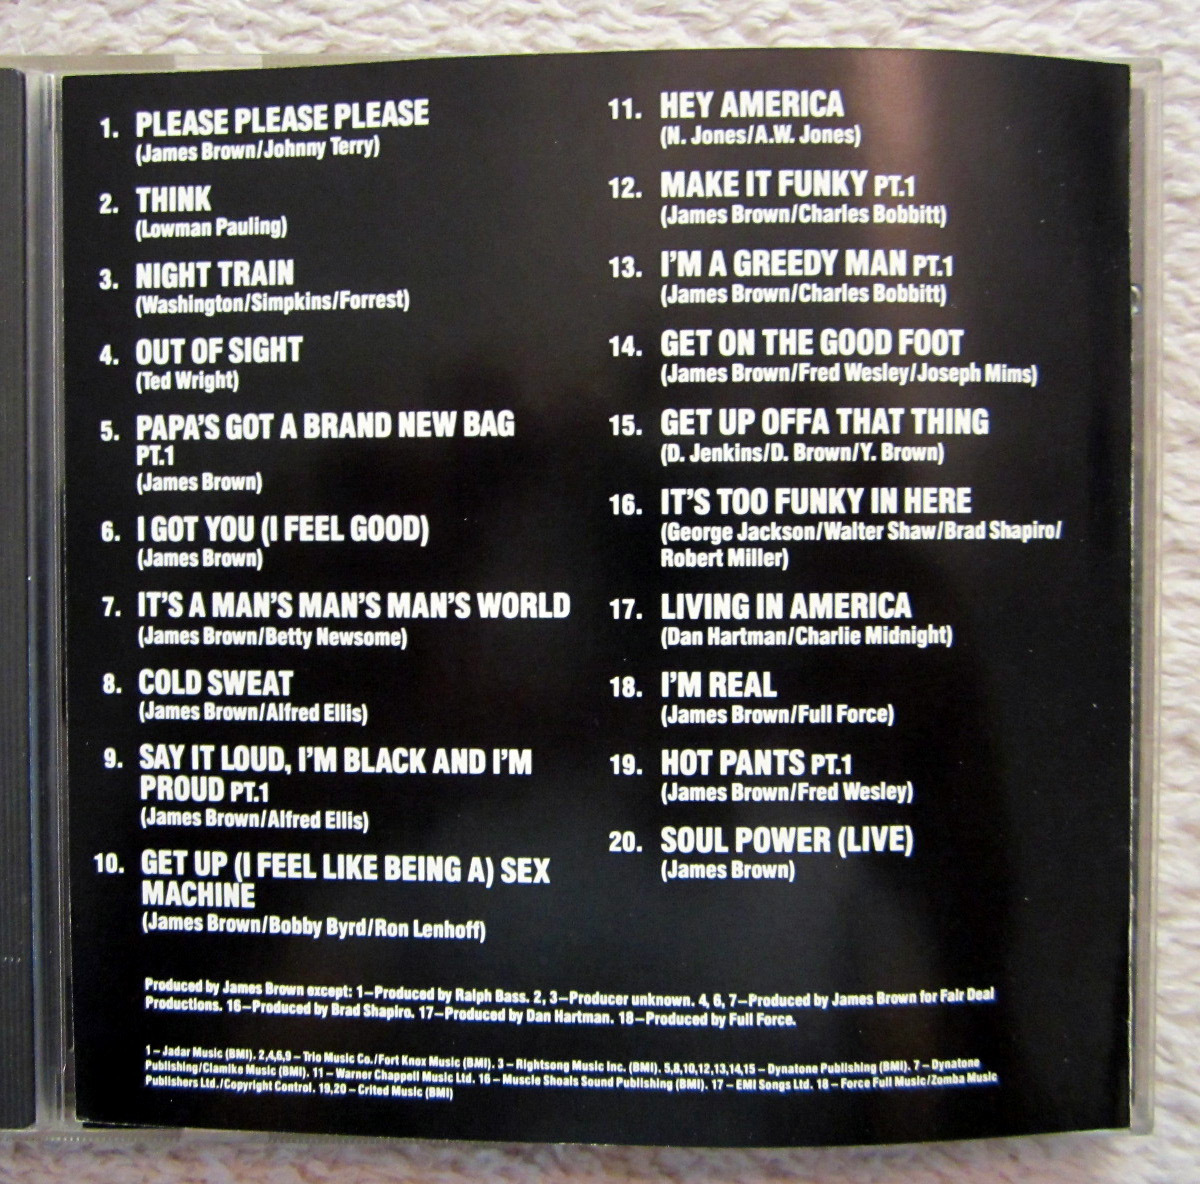 1. PLEASE PLEASE PLEASE
(James Brown/Johnny Terry)
2. THINK
(Lowman Pauling)
3. NIGHT TRAIN
(Washington/Simpkins/Forrest)
4. OUT OF SIGHT
(Ted Wright)
5. PAPA'S GOT A BRAND NEW BAG
PT.1
(James Brown)
6. I GOT YOU (I FEEL GOOD)
(James Brown)
7. IT'S A MAN'S MAN'S MAN'S WORLD
(James Brown/Betty Newsome)
8. COLD SWEAT
(James Brown/Alfred Ellis)
9. SAY IT LOUD, I'M BLACK AND I'M
PROUD PT.1
(James Brown/Alfred Ellis)
10. GET UP (I FEEL LIKE BEING A) SEX
MACHINE
(James Brown/Bobby Byrd/Ron Lenhoff)
11. HEY AMERICA
(N. Jones/A.W. Jones)
12. MAKE IT FUNKY PT.1
(James Brown/Charles Bobbitt)
13. I'M A GREEDY MAN PT.1
(James Brown/Charles Bobbitt)
14. GET ON THE GOOD FOOT
(James Brown/Fred Wesley/Joseph Mims)
15. GET UP OFFA THAT THING
(D. Jenkins/D. Brown/Y. Brown)
16. IT'S TOO FUNKY IN HERE
(George Jackson/Walter Shaw/Brad Shapiro/
Robert Miller)
17. LIVING IN AMERICA
(Dan Hartman/Charlie Midnight)
18. I'M REAL
(James Brown/Full Force)
19. HOT PANTS PT.1
(James Brown/Fred Wesley)
20. SOUL POWER (LIVE)
(James Brown)
Produced by James Brown except: 1–Produced by Ralph Bass. 2, 3–Producer unknown. 4, 6, 7–Produced by James Brown for Fair Deal
Productions. 16–Produced by Brad Shapiro. 17–Produced by Dan Hartman. 18–Produced by Full Force.
1 – Jadar Music (BMI). 2,4,6,9 – Trio Music Co./Fort Knox Music (BMI). 3 – Rightsong Music Inc. (BMI). 5,8,10,12,13,14,15 – Dynatone Publishing (BMI). 7 – Dynatone
Publishing/Clamike Music (BMI). 11 – Warner Chappell Music Ltd. 16 – Muscle Shoals Sound Publishing (BMI). 17 – EMI Songs Ltd. 18 – Force Full Music/Zomba Music
Publishers Ltd./Copyright Control. 19,20 – Crited Music (BMI)